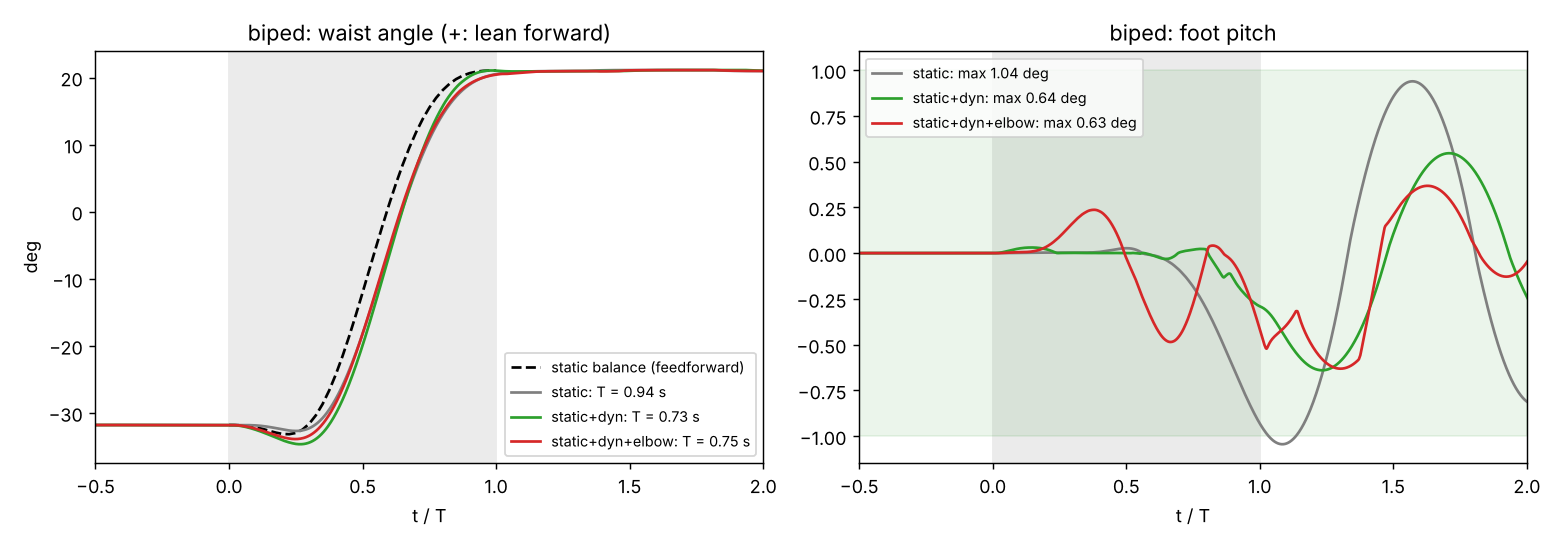 biped: waist angle (+: lean forward)
deg
20
10
0
−10
−20
−30
−0.5
0.0
0.5
1.0
1.5
2.0
t / T
static balance (feedforward)
static: T = 0.94 s
static+dyn: T = 0.73 s
static+dyn+elbow: T = 0.75 s
biped: foot pitch
1.00
0.75
0.50
0.25
0.00
−0.25
−0.50
−0.75
−1.00
−0.5
0.0
0.5
1.0
1.5
2.0
t / T
static: max 1.04 deg
static+dyn: max 0.64 deg
static+dyn+elbow: max 0.63 deg